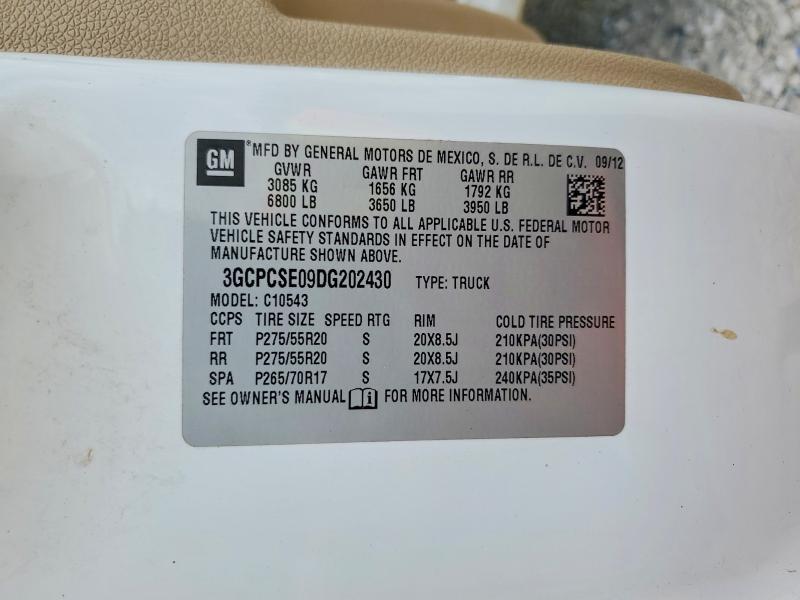 GM ® MFD BY GENERAL MOTORS DE MEXICO, S. DE R.L. DE C.V. 09/12
GVWR GAWR FRT GAWR RR
3085 KG 1656 KG 1792 KG
6800 LB 3650 LB 3950 LB
THIS VEHICLE CONFORMS TO ALL APPLICABLE U.S. FEDERAL MOTOR
VEHICLE SAFETY STANDARDS IN EFFECT ON THE DATE OF
MANUFACTURE SHOWN ABOVE.
3GCPCSE09DG202430 TYPE: TRUCK
MODEL: C10543
CCPS TIRE SIZE SPEED RTG RIM COLD TIRE PRESSURE
FRT P275/55R20 S 20X8.5J 210KPA(30PSI)
RR P275/55R20 S 20X8.5J 210KPA(30PSI)
SPA P265/70R17 S 17X7.5J 240KPA(35PSI)
SEE OWNER'S MANUAL i FOR MORE INFORMATION.